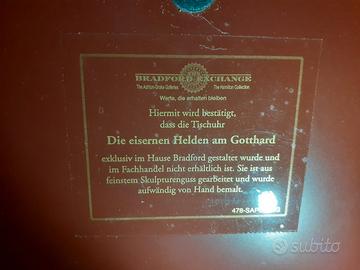 BRADFORD EXCHANGE
The Ashton-Drake Galleries The Hamilton Collection
Werte, die erhalten bleiben
Hiermit wird bestätigt,
dass die Tischuhr
Die eisernen Helden am Gotthard
exklusiv im Hause Bradford gestaltet wurde und
im Fachhandel nicht erhältlich ist. Sie ist aus
feinstem Skulpturenguss gearbeitet und wurde
aufwändig von Hand bemalt.
subito